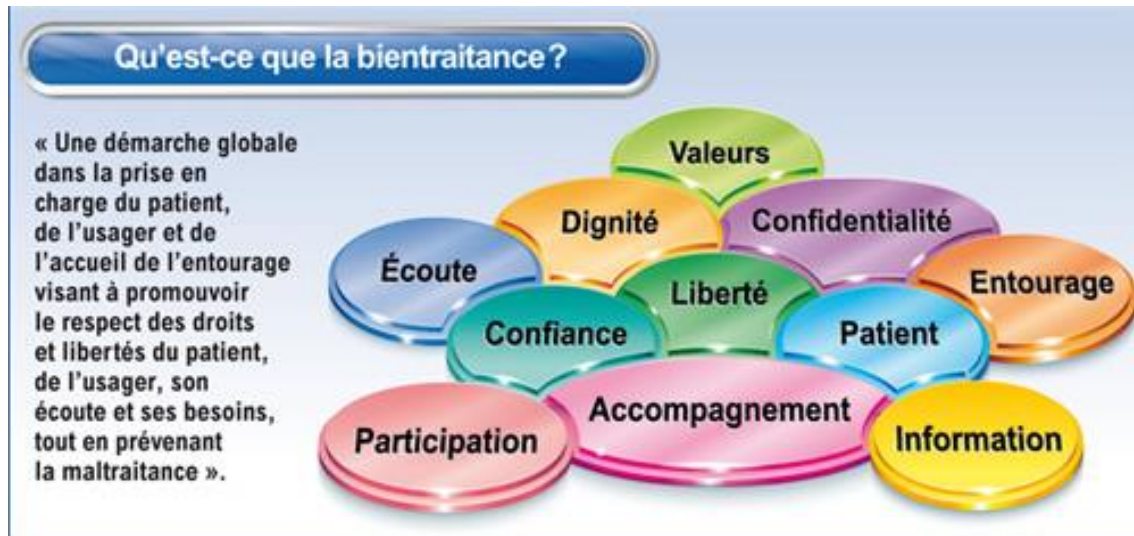 Qu'est-ce que la bientraitance ?
« Une démarche globale
dans la prise en
charge du patient,
de l'usager et de
l'accueil de l'entourage
visant à promouvoir
le respect des droits
et libertés du patient,
de l'usager, son
écoute et ses besoins,
tout en prévenant
la maltraitance ».
Valeurs
Dignité
Confidentialité
Écoute
Liberté
Entourage
Confiance
Patient
Accompagnement
Participation
Information